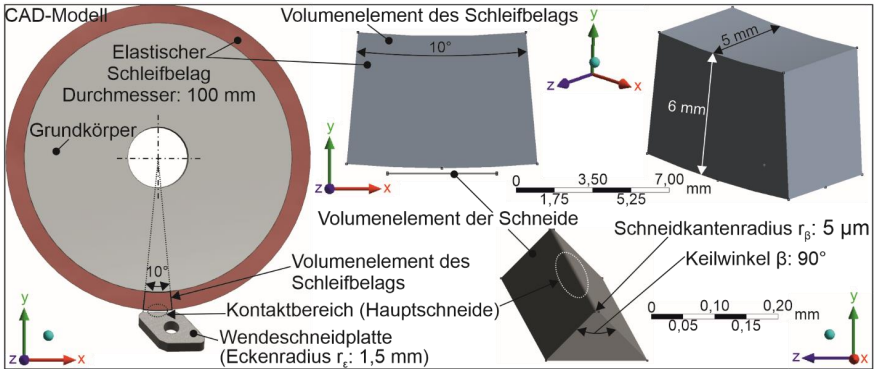 CAD-Modell
Elastischer
Schleifbelag
Durchmesser: 100 mm
Grundkörper
10°
Volumenelement des
Schleifbelags
Kontaktbereich (Hauptschneide)
Wendeschneidplatte
(Eckenradius rε: 1,5 mm)
y
z x
Volumenelement des Schleifbelags
10°
y
z x
Volumenelement der Schneide
y
z x
5 mm
6 mm
0 3,50 7,00 mm
1,75 5,25
Schneidkantenradius rβ: 5 µm
Keilwinkel β: 90°
0 0,10 0,20 mm
0,05 0,15
y
z x